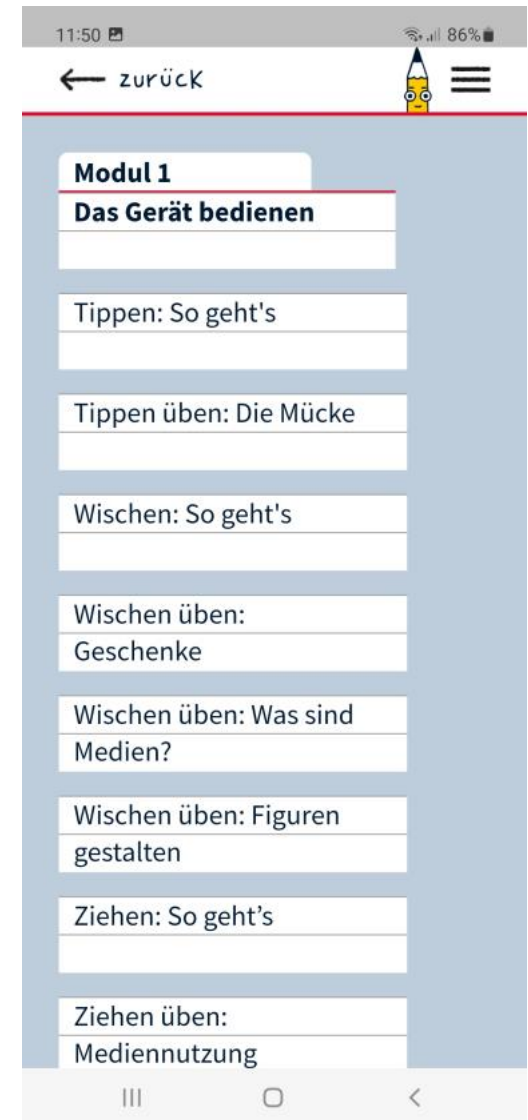 11:50 86%
zurück
Modul 1
Das Gerät bedienen
Tippen: So geht's
Tippen üben: Die Mücke
Wischen: So geht's
Wischen üben:
Geschenke
Wischen üben: Was sind
Medien?
Wischen üben: Figuren
gestalten
Ziehen: So geht’s
Ziehen üben:
Mediennutzung